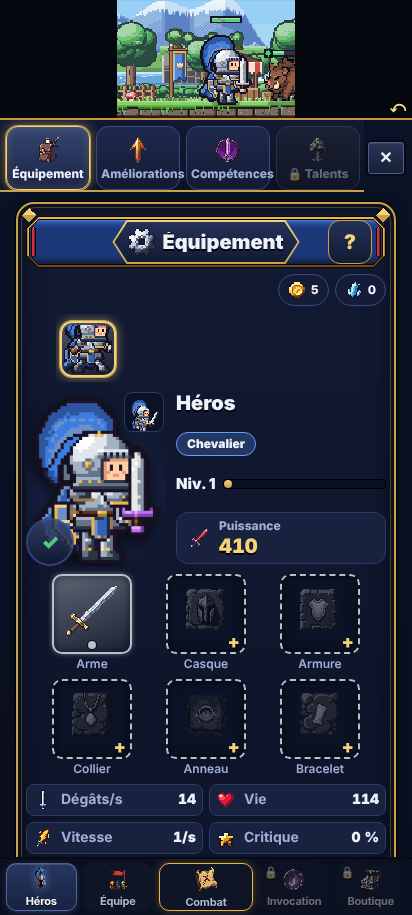 Équipement
Améliorations
Compétences
Talents
×
Équipement
?
5
0
Héros
Chevalier
Niv. 1
Puissance
410
Arme
Casque
Armure
Collier
Anneau
Bracelet
Dégâts/s 14
Vie 114
Vitesse 1/s
Critique 0 %
Héros
Équipe
Combat
Invocation
Boutique